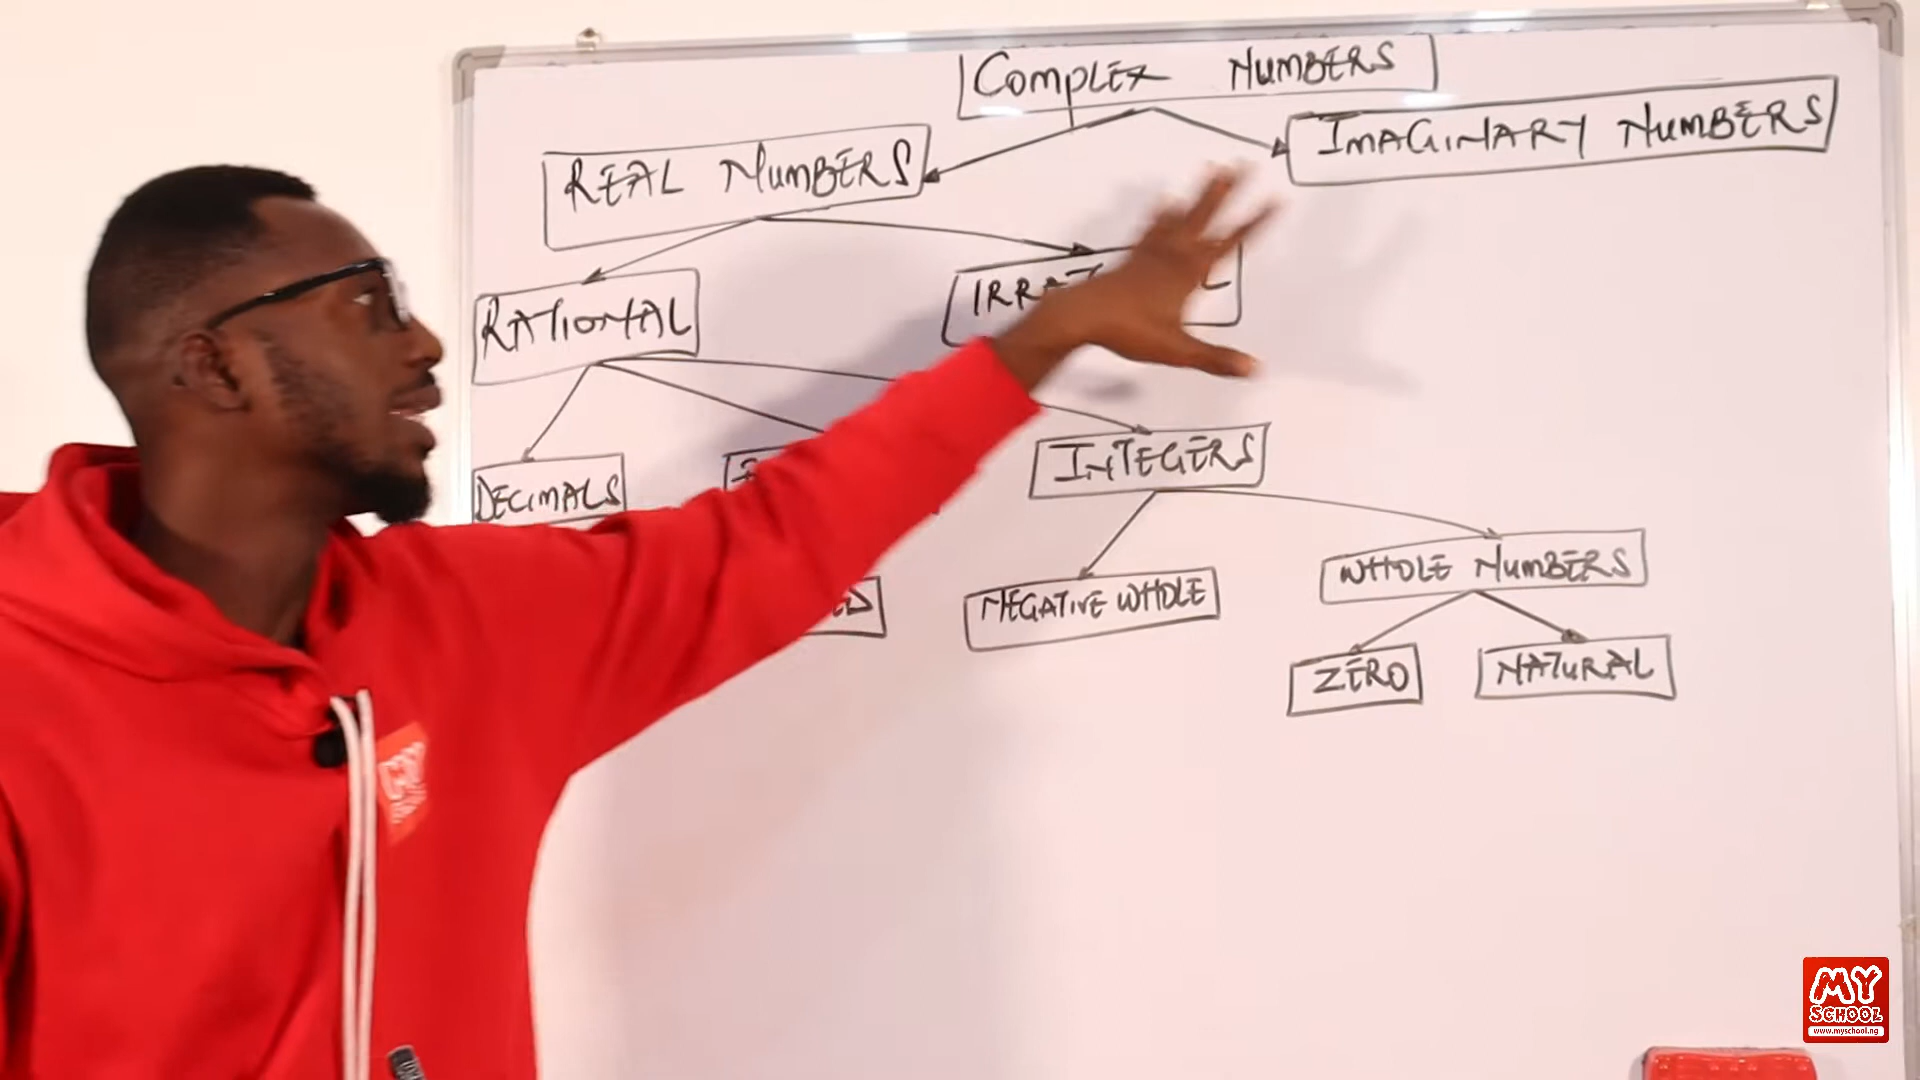 COMPLEX NUMBERS
IMAGINARY NUMBERS
REAL NUMBERS
RATIONAL
DECIMALS
INTEGERS
NEGATIVE WHOLE
WHOLE NUMBERS
ZERO
NATURAL
MY
SCHOOL
www.myschool.ng